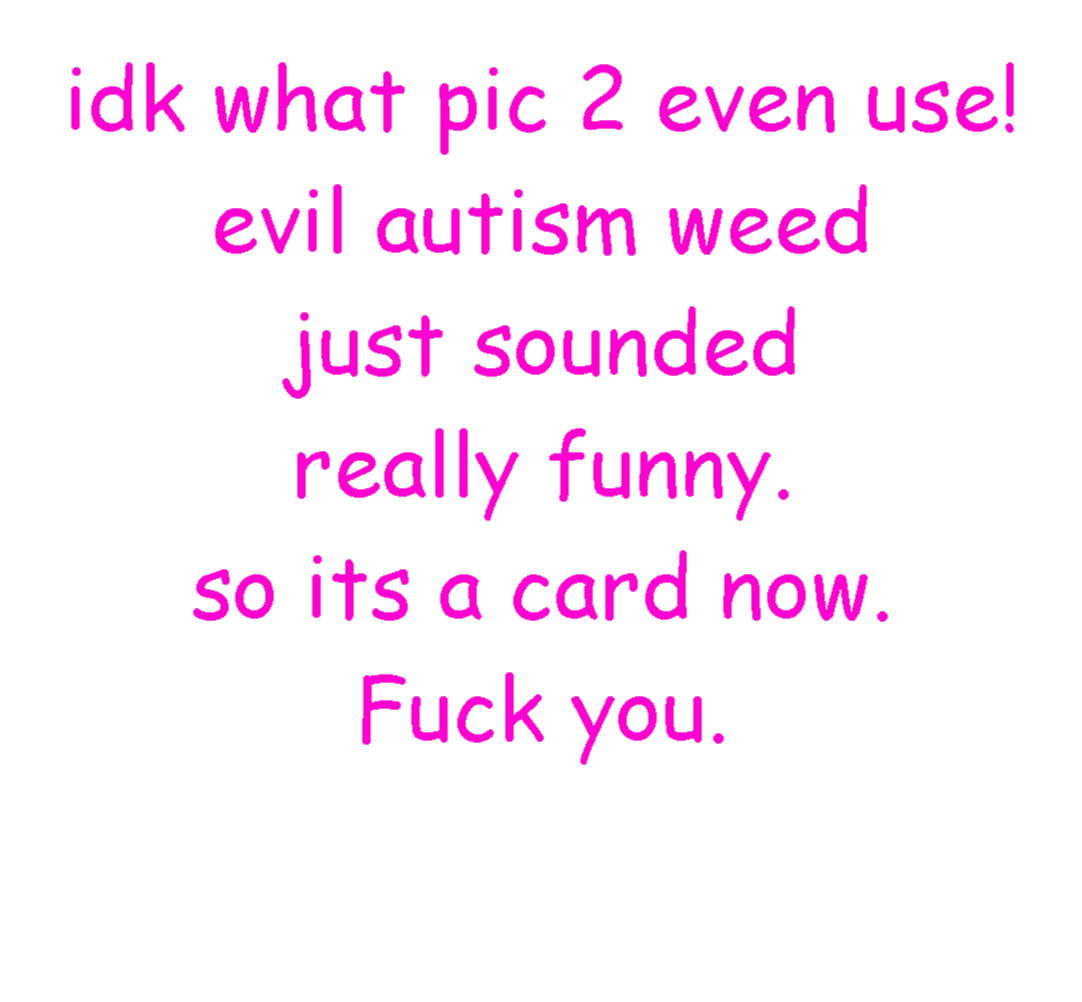 idk what pic 2 even use!
evil autism weed
just sounded
really funny.
so its a card now.
Fuck you.